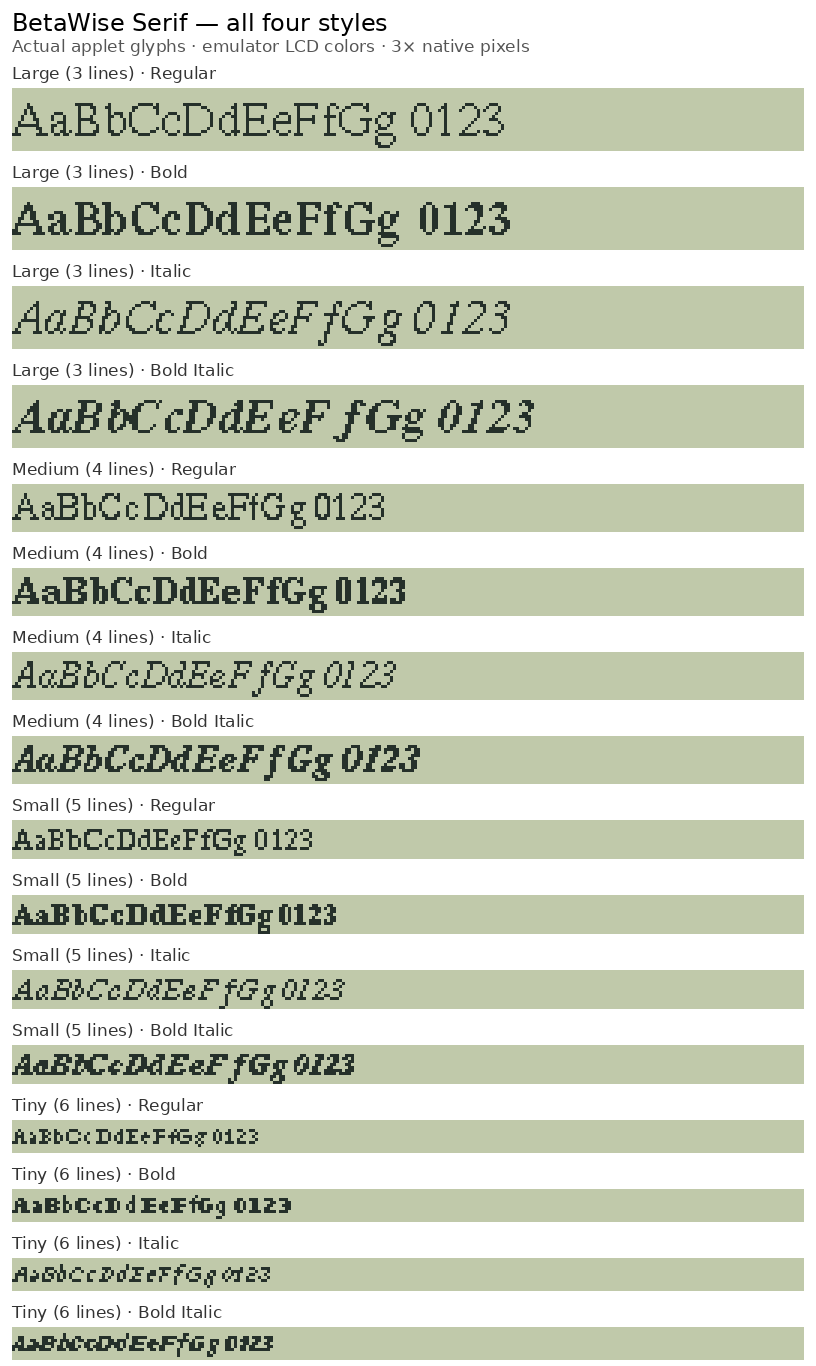 BetaWise Serif — all four styles
Actual applet glyphs · emulator LCD colors · 3× native pixels
Large (3 lines) · Regular
AaBbCcDdEeFfGg 0123
Large (3 lines) · Bold
AaBbCcDdEeFfGg 0123
Large (3 lines) · Italic
AaBbCcDdEeFfGg 0123
Large (3 lines) · Bold Italic
AaBbCcDdEeFfGg 0123
Medium (4 lines) · Regular
AaBbCcDdEeFfGg 0123
Medium (4 lines) · Bold
AaBbCcDdEeFfGg 0123
Medium (4 lines) · Italic
AaBbCcDdEeFfGg 0123
Medium (4 lines) · Bold Italic
AaBbCcDdEeFfGg 0123
Small (5 lines) · Regular
AaBbCcDdEeFfGg 0123
Small (5 lines) · Bold
AaBbCcDdEeFfGg 0123
Small (5 lines) · Italic
AaBbCcDdEeFfGg 0123
Small (5 lines) · Bold Italic
AaBbCcDdEeFfGg 0123
Tiny (6 lines) · Regular
AaBbCcDdEeFfGg 0123
Tiny (6 lines) · Bold
AaBbCcDdEeFfGg 0123
Tiny (6 lines) · Italic
AaBbCcDdEeFfGg 0123
Tiny (6 lines) · Bold Italic
AaBbCcDdEeFfGg 0123